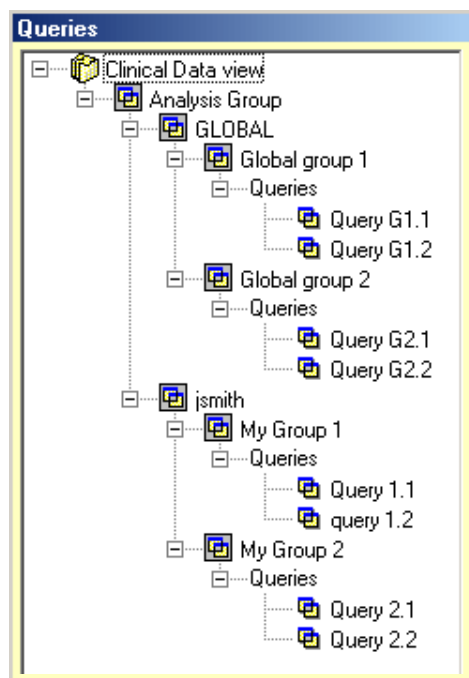 Queries
Clinical Data view
Analysis Group
GLOBAL
Global group 1
Queries
Query G1.1
Query G1.2
Global group 2
Queries
Query G2.1
Query G2.2
jsmith
My Group 1
Queries
Query 1.1
query 1.2
My Group 2
Queries
Query 2.1
Query 2.2